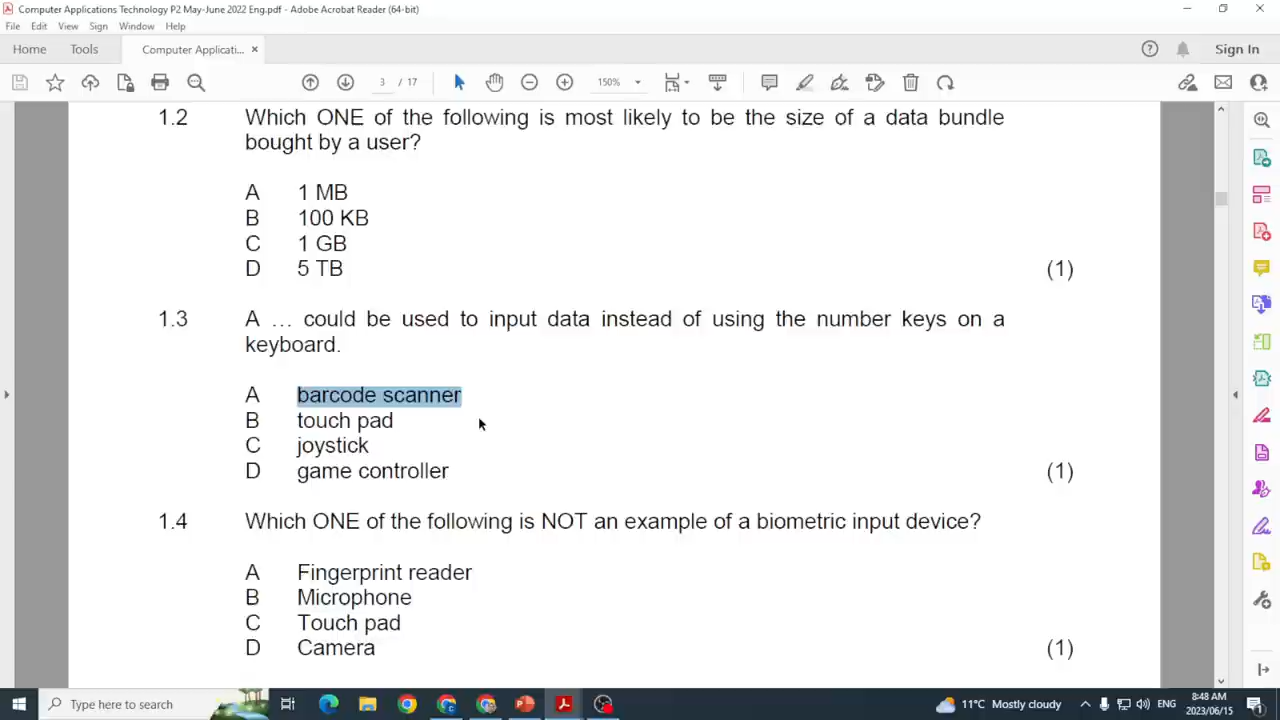 Computer Applications Technology P2 May-June 2022 Eng.pdf - Adobe Acrobat Reader (64-bit)
File Edit View Sign Window Help
Home Tools Computer Applicati... × Sign In
3 / 17 150%
1.2 Which ONE of the following is most likely to be the size of a data bundle
bought by a user?
A 1 MB
B 100 KB
C 1 GB
D 5 TB (1)
1.3 A … could be used to input data instead of using the number keys on a
keyboard.
A barcode scanner
B touch pad
C joystick
D game controller (1)
1.4 Which ONE of the following is NOT an example of a biometric input device?
A Fingerprint reader
B Microphone
C Touch pad
D Camera (1)
Type here to search 11°C Mostly cloudy ENG 8:48 AM
2023/06/15